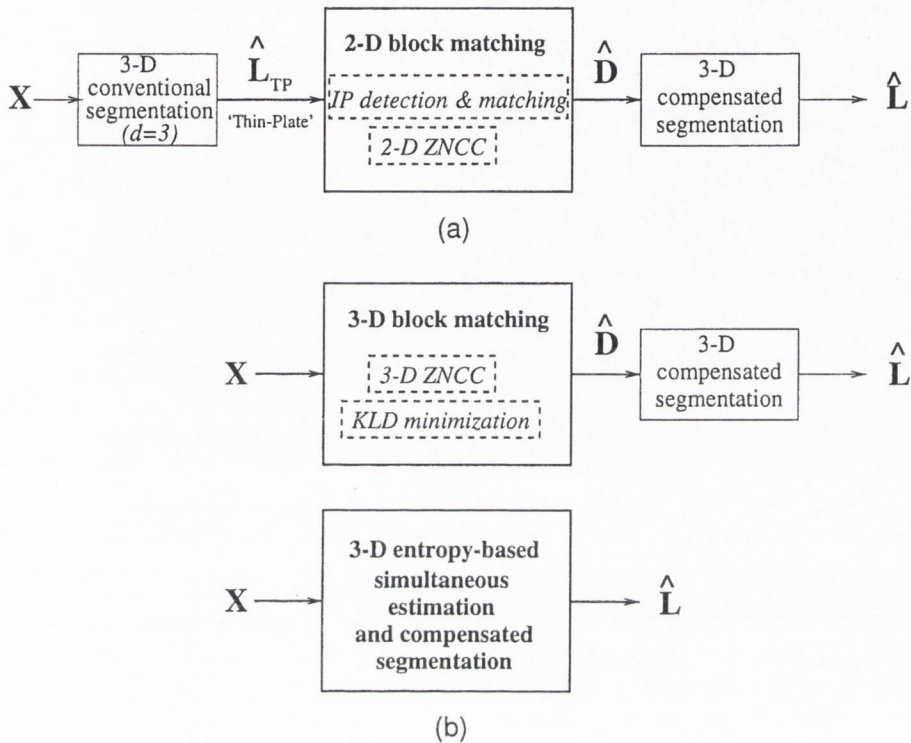 X
3-D
conventional
segmentation
(d=3)
L̂_TP
'Thin-Plate'
2-D block matching
IP detection & matching
2-D ZNCC
D̂
3-D
compensated
segmentation
L̂
(a)
X
3-D block matching
3-D ZNCC
KLD minimization
D̂
3-D
compensated
segmentation
L̂
X
3-D entropy-based
simultaneous
estimation
and compensated
segmentation
L̂
(b)